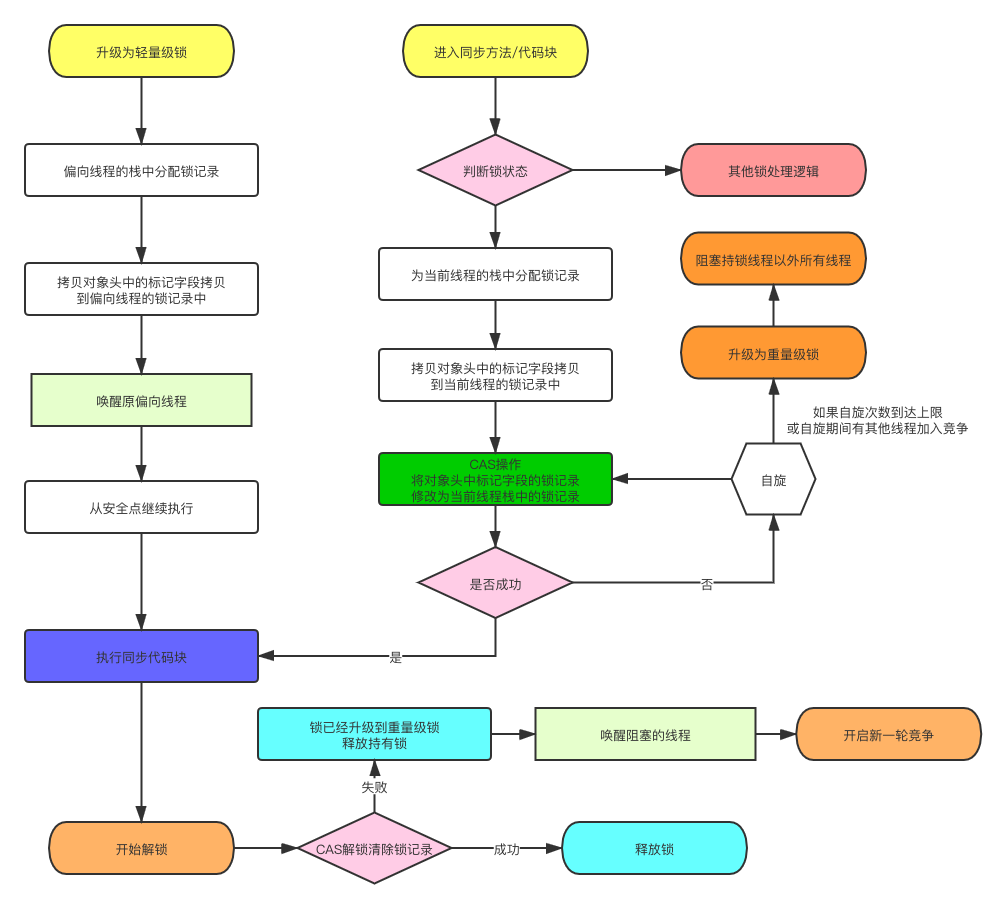 升级为轻量级锁
进入同步方法/代码块
偏向线程的栈中分配锁记录
判断锁状态
其他锁处理逻辑
拷贝对象头中的标记字段拷贝
到偏向线程的锁记录中
为当前线程的栈中分配锁记录
阻塞持锁线程以外所有线程
唤醒原偏向线程
拷贝对象头中的标记字段拷贝
到当前线程的锁记录中
升级为重量级锁
如果自旋次数到达上限
或自旋期间有其他线程加入竞争
从安全点继续执行
CAS操作
将对象头中标记字段的锁记录
修改为当前线程栈中的锁记录
自旋
是否成功
否
执行同步代码块
是
锁已经升级到重量级锁
释放持有锁
唤醒阻塞的线程
开启新一轮竞争
失败
开始解锁
CAS解锁清除锁记录
成功
释放锁